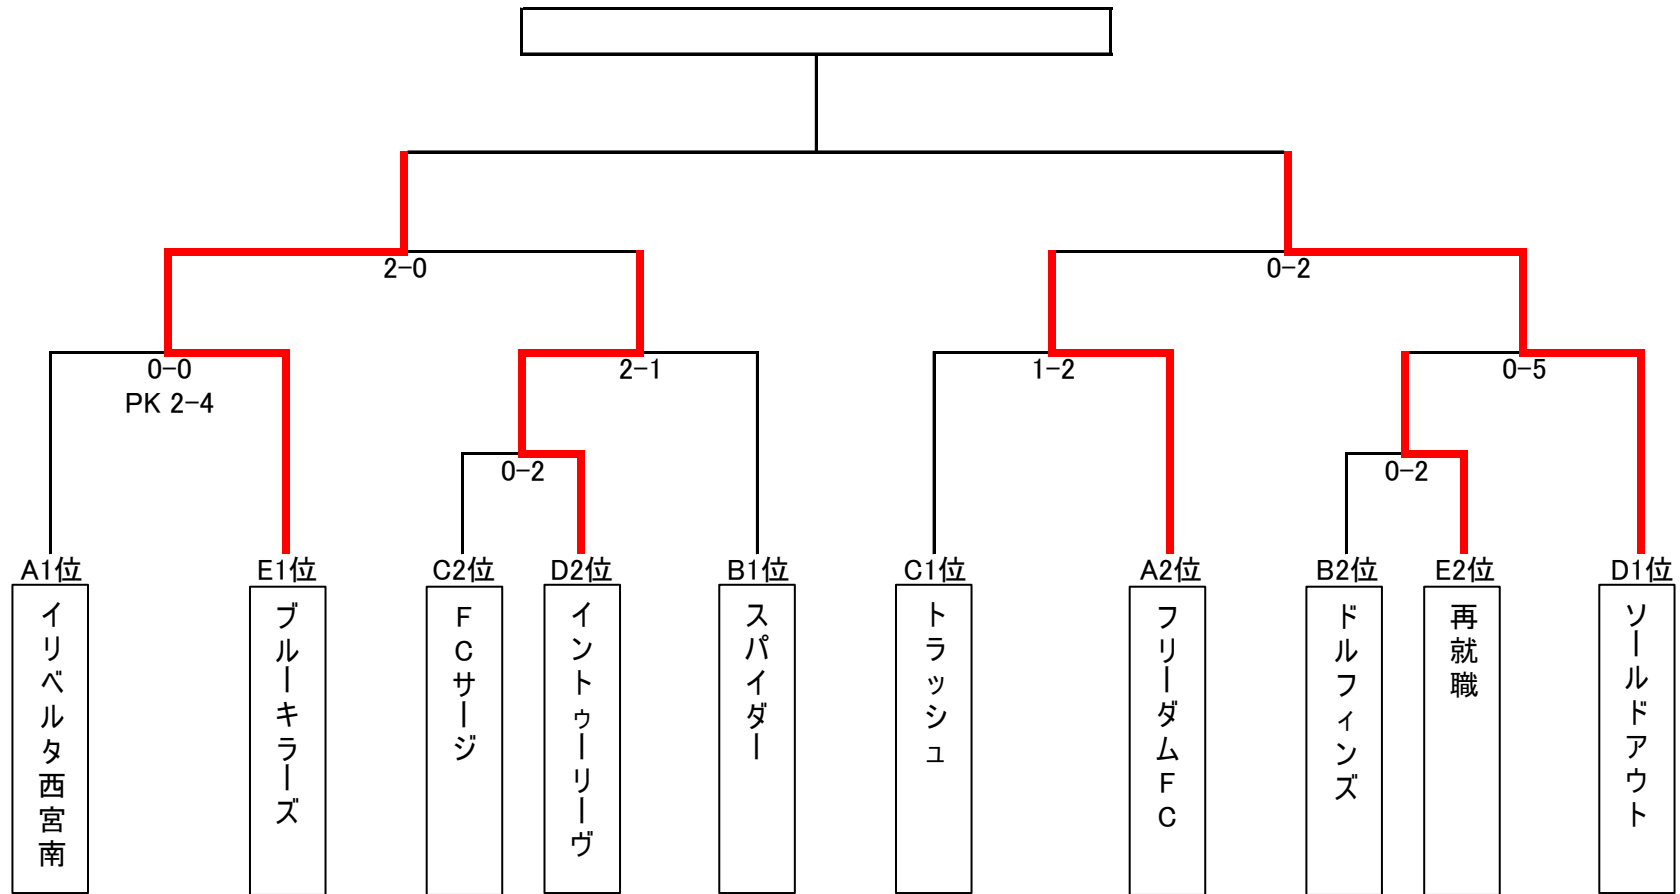 2-0
0-2
0-0
PK 2-4
2-1
1-2
0-5
0-2
0-2
A1位
E1位
C2位
D2位
B1位
C1位
A2位
B2位
E2位
D1位
イリベルタ西宮南
ブルーキラーズ
FCサージ
イントゥーリーヴ
スパイダー
トラッシュ
フリーダムFC
ドルフィンズ
再就職
ソールドアウト